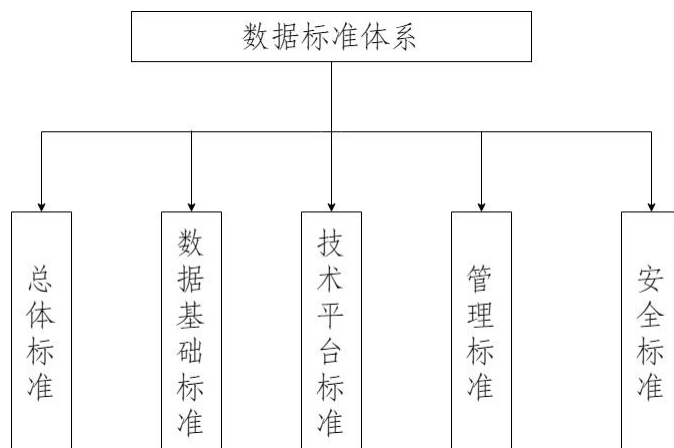 数据标准体系
总体标准
数据基础标准
技术平台标准
管理标准
安全标准